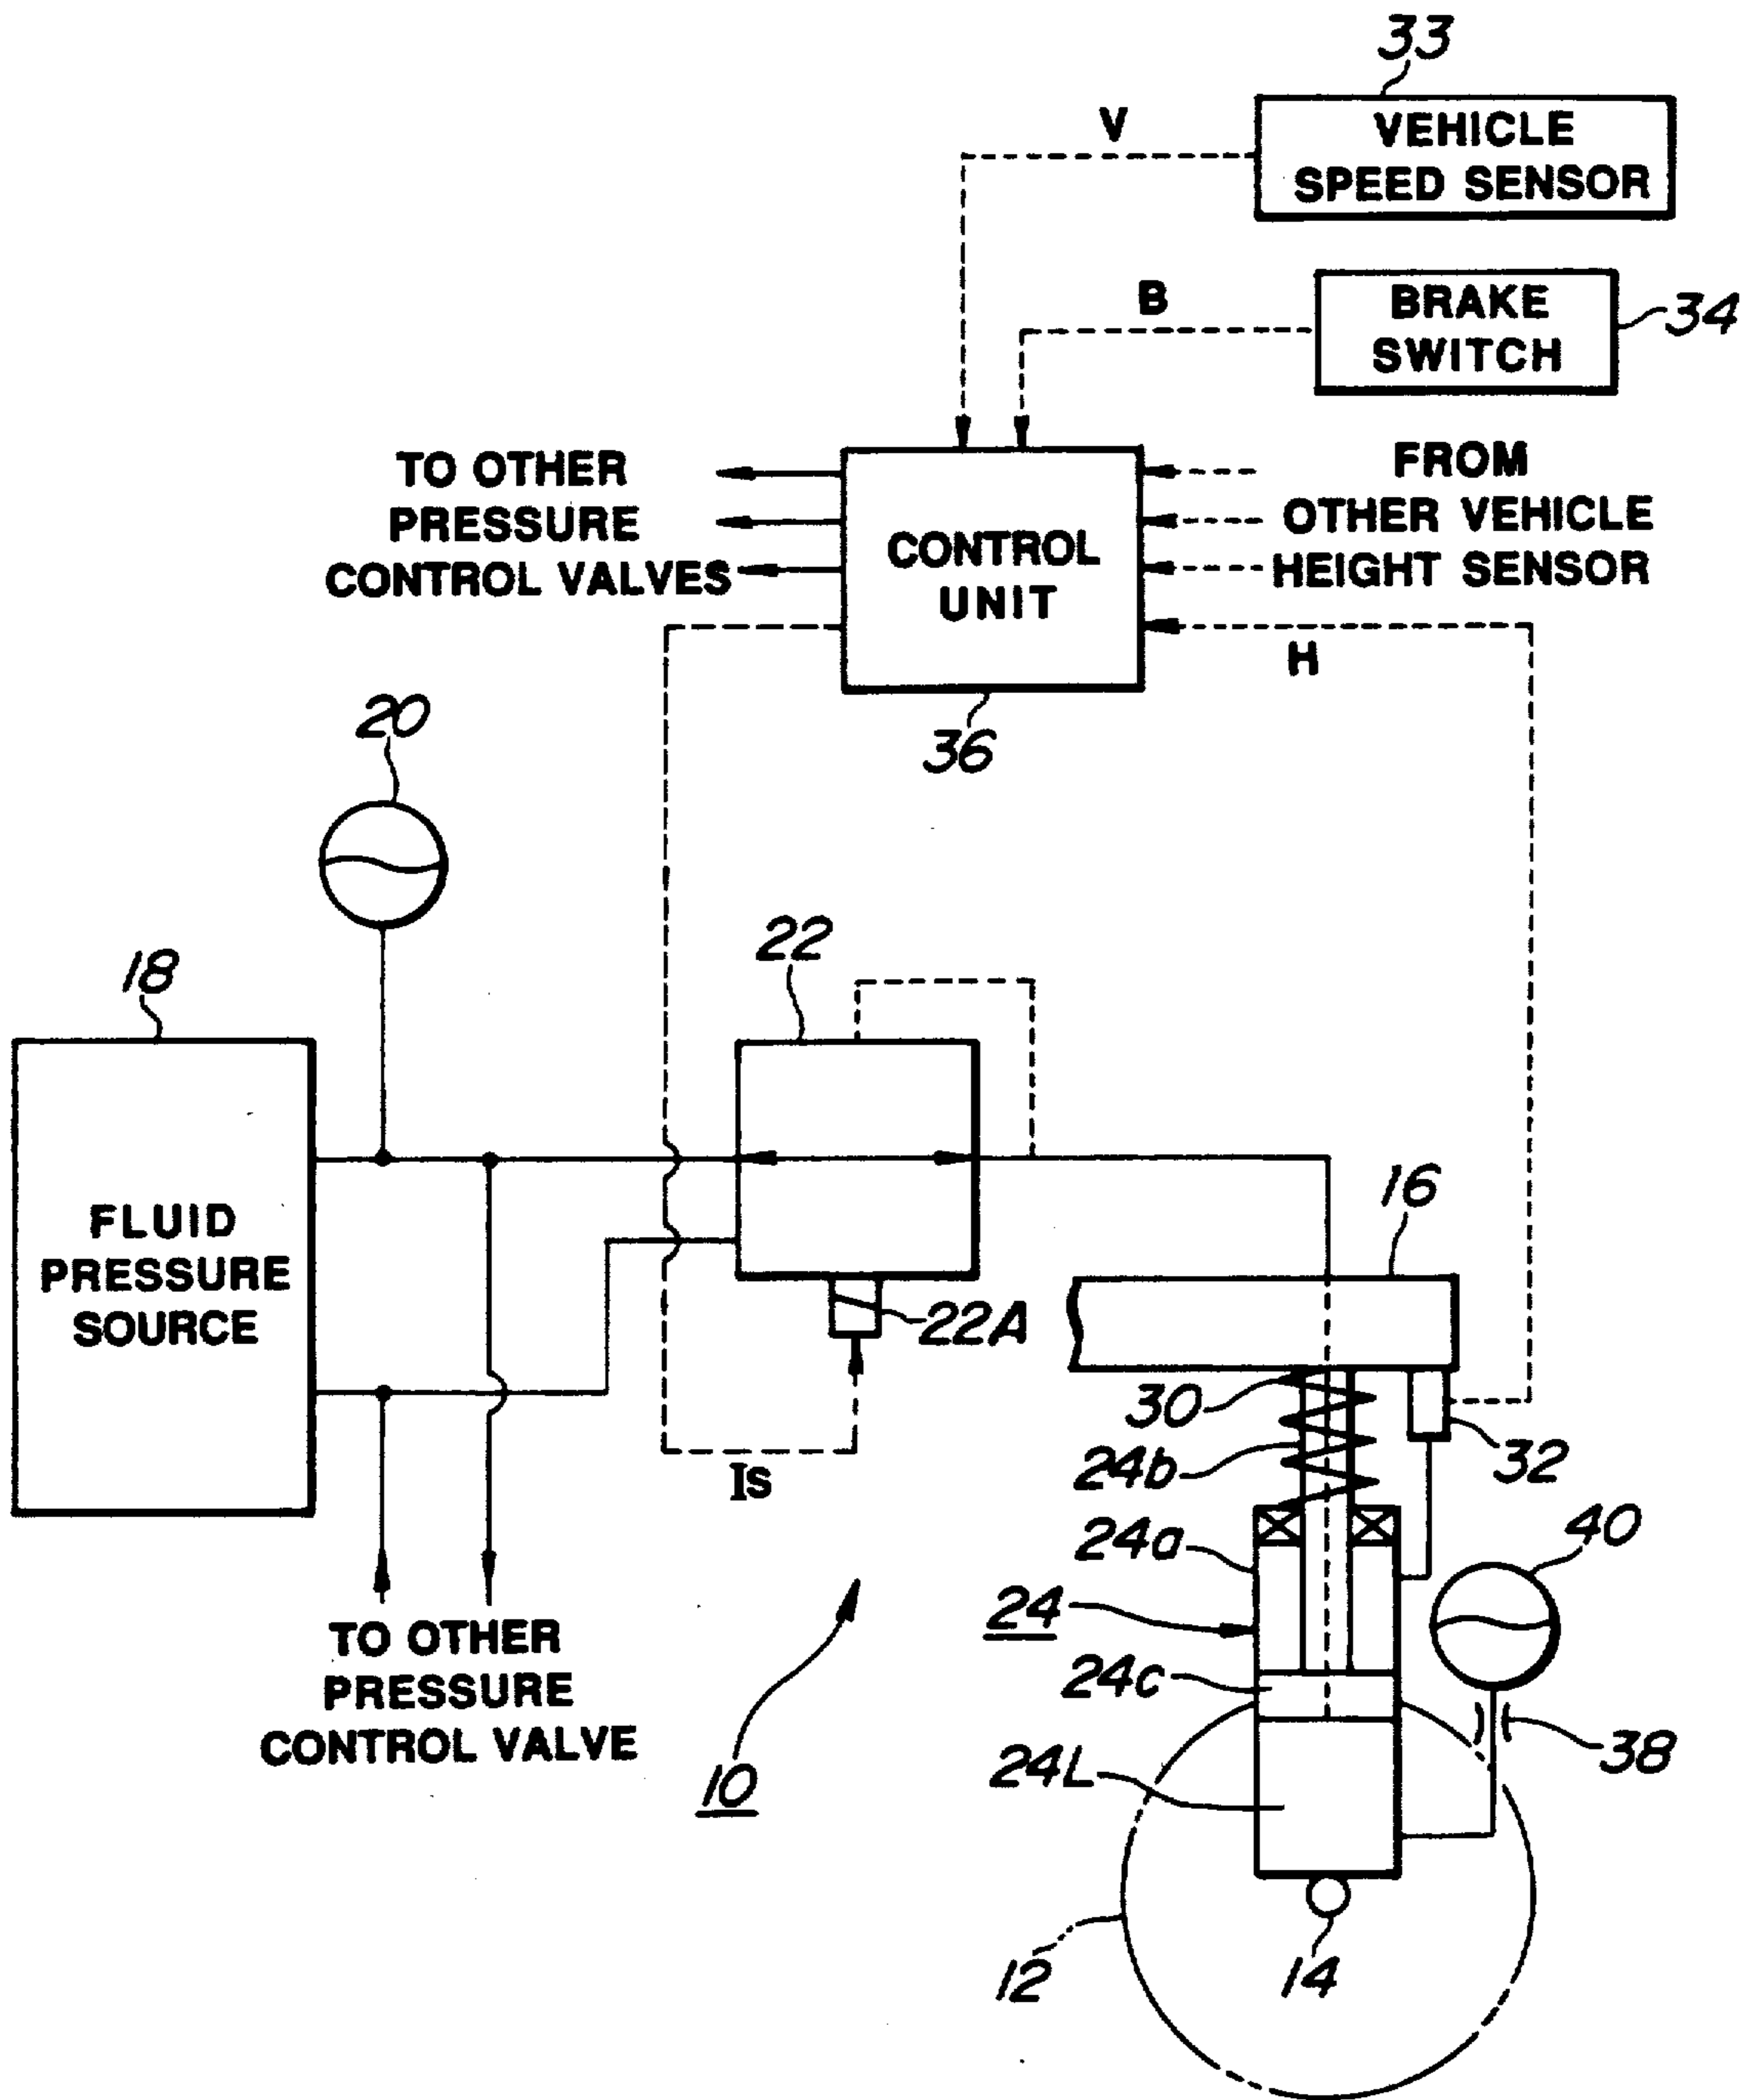 33
VEHICLE
SPEED SENSOR
V
BRAKE
SWITCH
34
B
TO OTHER
PRESSURE
CONTROL VALVES
CONTROL
UNIT
FROM
OTHER VEHICLE
HEIGHT SENSOR
H
36
20
18
22
FLUID
PRESSURE
SOURCE
16
22A
30
32
24b
Is
24a
40
24
24c
38
24L
TO OTHER
PRESSURE
CONTROL VALVE
10
12
14